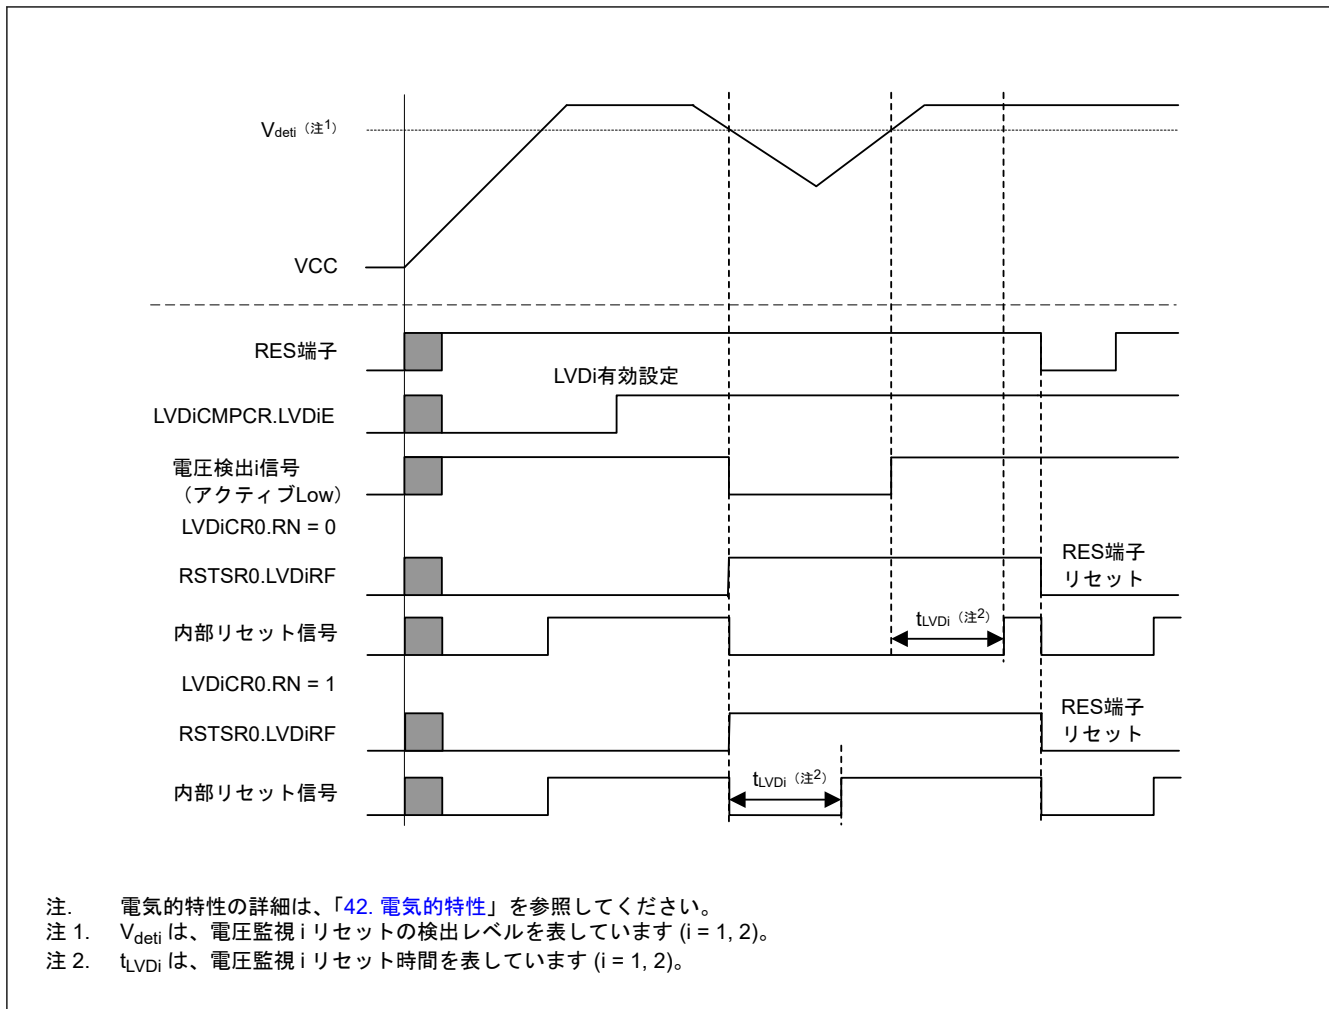 Vdeti（注1）
VCC
RES端子
LVDi有効設定
LVDiCMPCR.LVDiE
電圧検出i信号
（アクティブLow）
LVDiCR0.RN = 0
RES端子
リセット
RSTSR0.LVDiRF
tLVDi（注2）
内部リセット信号
LVDiCR0.RN = 1
RES端子
リセット
RSTSR0.LVDiRF
tLVDi（注2）
内部リセット信号
注. 電気的特性の詳細は、「42. 電気的特性」を参照してください。
注 1. Vdeti は、電圧監視 i リセットの検出レベルを表しています (i = 1, 2)。
注 2. tLVDi は、電圧監視 i リセット時間を表しています (i = 1, 2)。